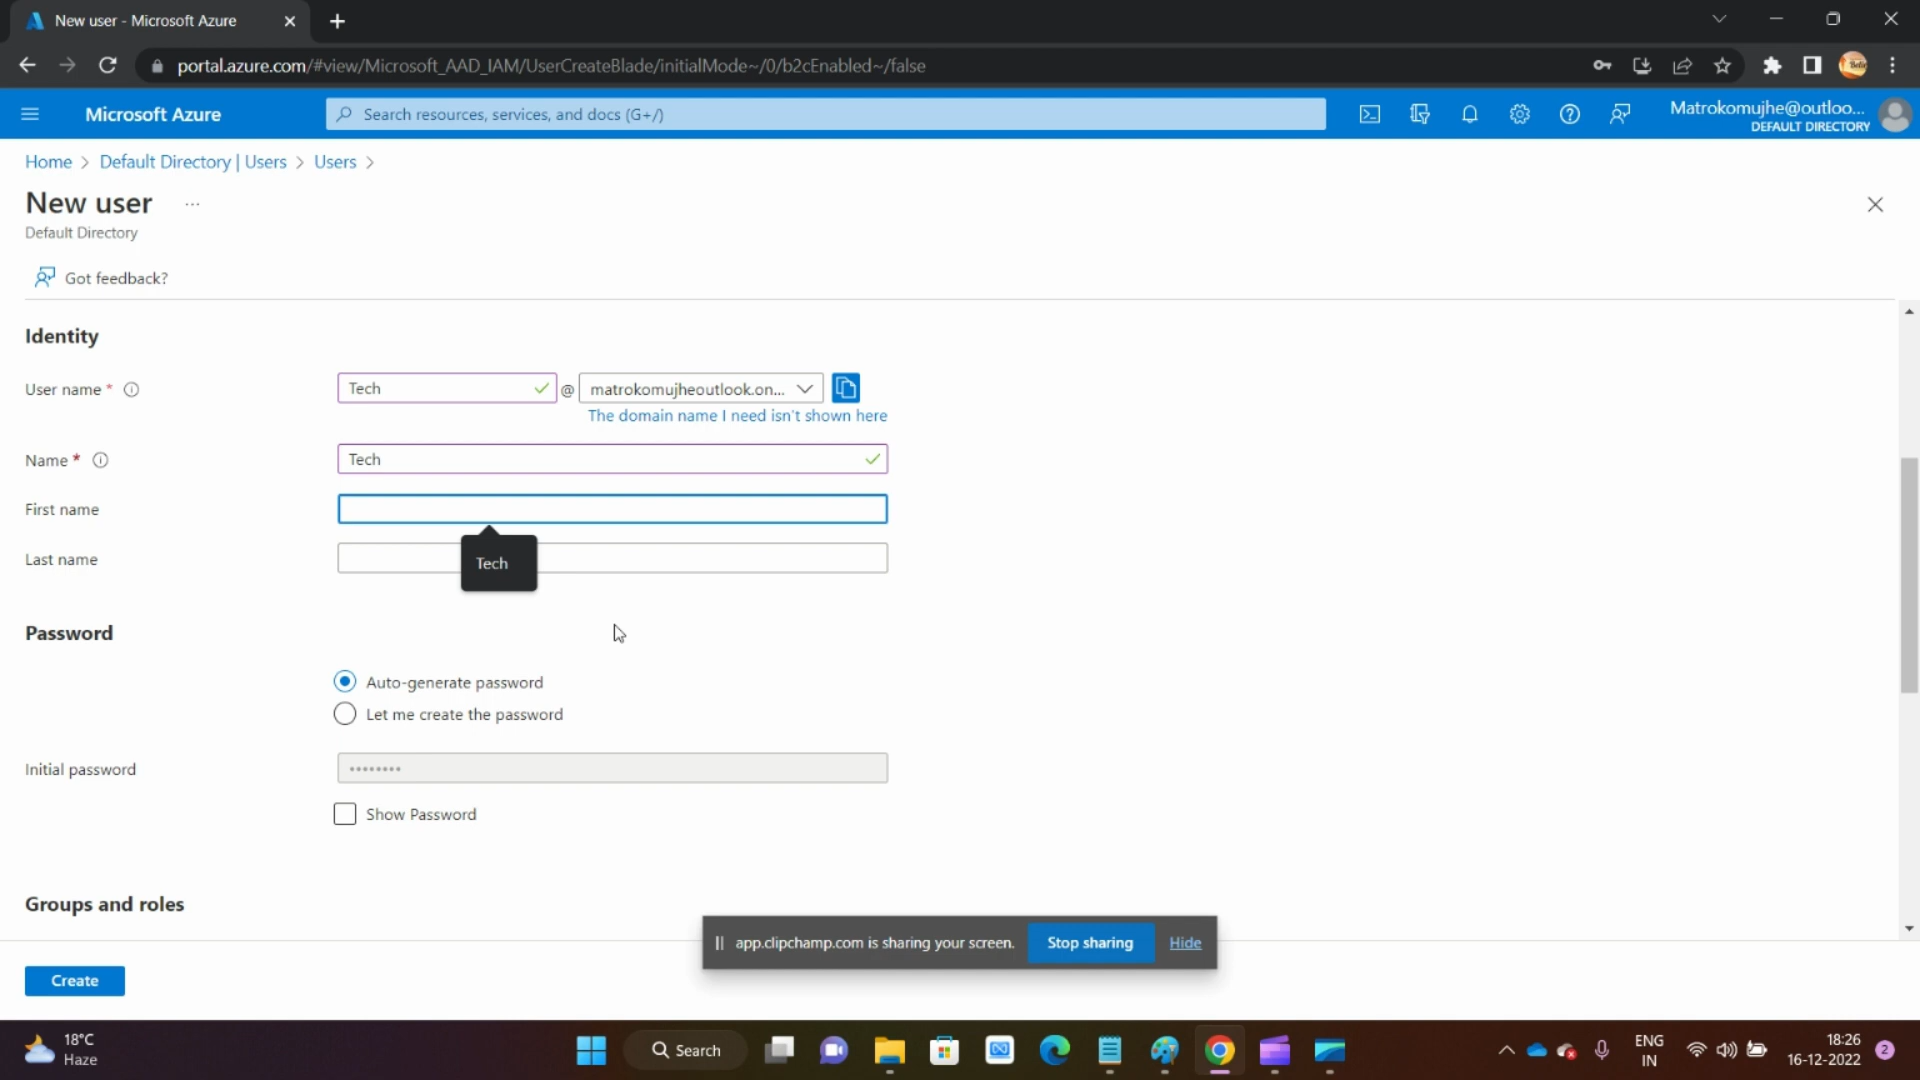 New user - Microsoft Azure
portal.azure.com/#view/Microsoft_AAD_IAM/UserCreateBlade/initialMode~/0/b2cEnabled~/false
Microsoft Azure
Search resources, services, and docs (G+/)
Matrokomujhe@outloo...
DEFAULT DIRECTORY
Home > Default Directory | Users > Users >
New user ...
Default Directory
Got feedback?
Identity
User name *
Tech
@
matrokomujheoutlook.on...
The domain name I need isn't shown here
Name *
Tech
First name
Last name
Tech
Password
Auto-generate password
Let me create the password
Initial password
••••••••
Show Password
Groups and roles
app.clipchamp.com is sharing your screen.
Stop sharing
Hide
Create
18°C
Haze
Search
ENG
IN
18:26
16-12-2022
2